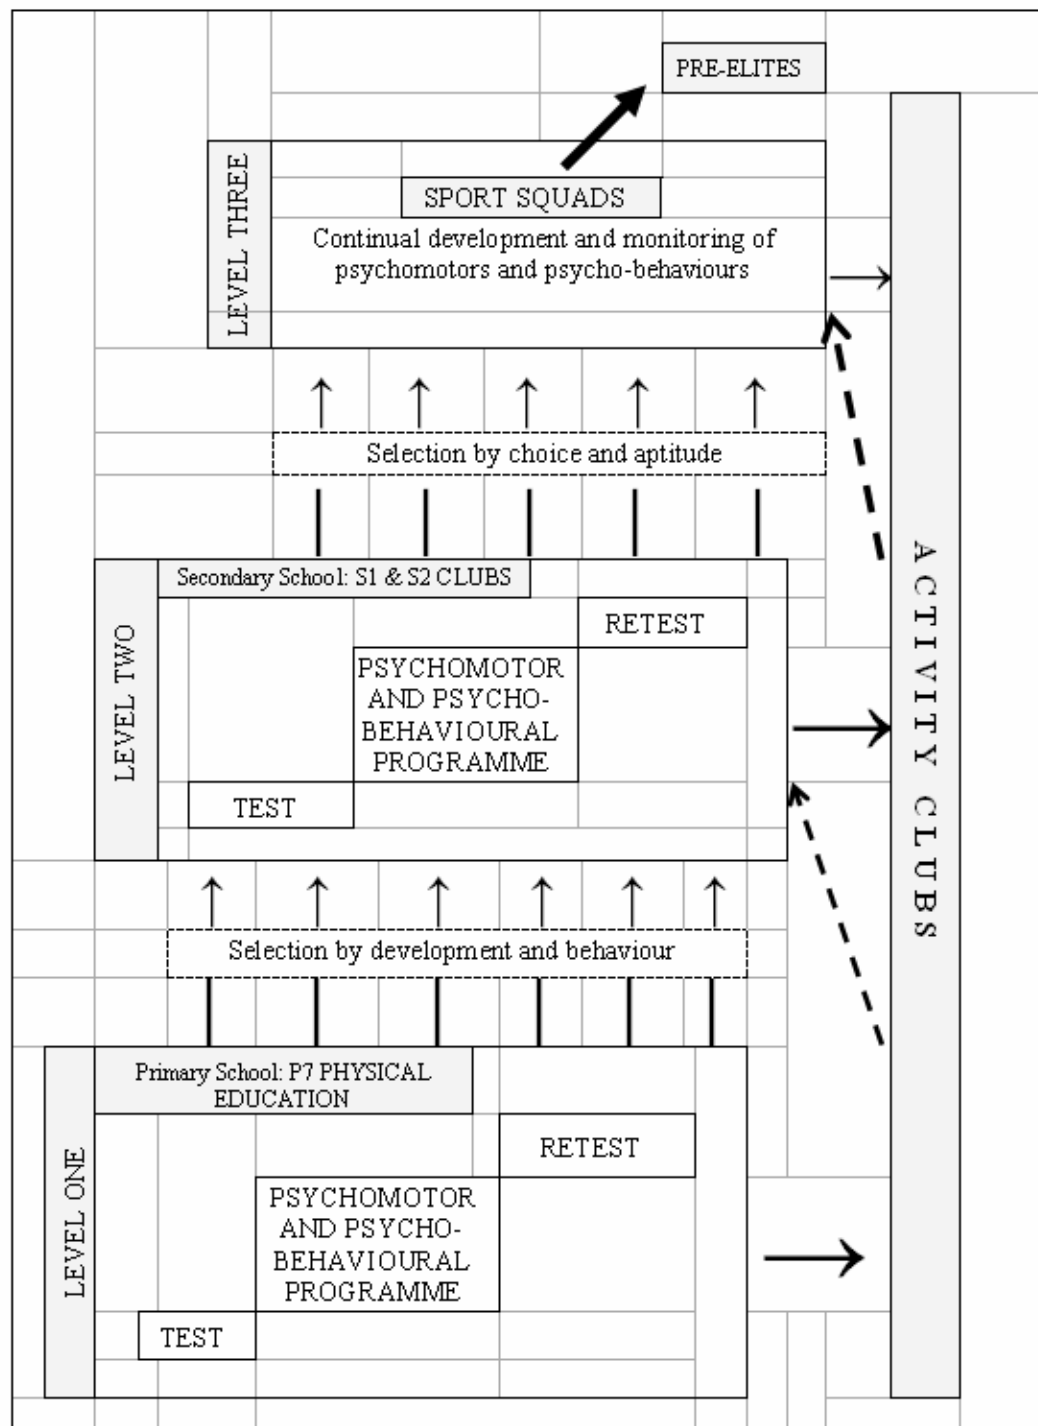 PRE-ELITES
LEVEL THREE
SPORT SQUADS
Continual development and monitoring of
psychomotors and psycho-behaviours
Selection by choice and aptitude
LEVEL TWO
Secondary School: S1 & S2 CLUBS
RETEST
PSYCHOMOTOR
AND PSYCHO-
BEHAVIOURAL
PROGRAMME
TEST
Selection by development and behaviour
LEVEL ONE
Primary School: P7 PHYSICAL
EDUCATION
RETEST
PSYCHOMOTOR
AND PSYCHO-
BEHAVIOURAL
PROGRAMME
TEST
ACTIVITY CLUBS